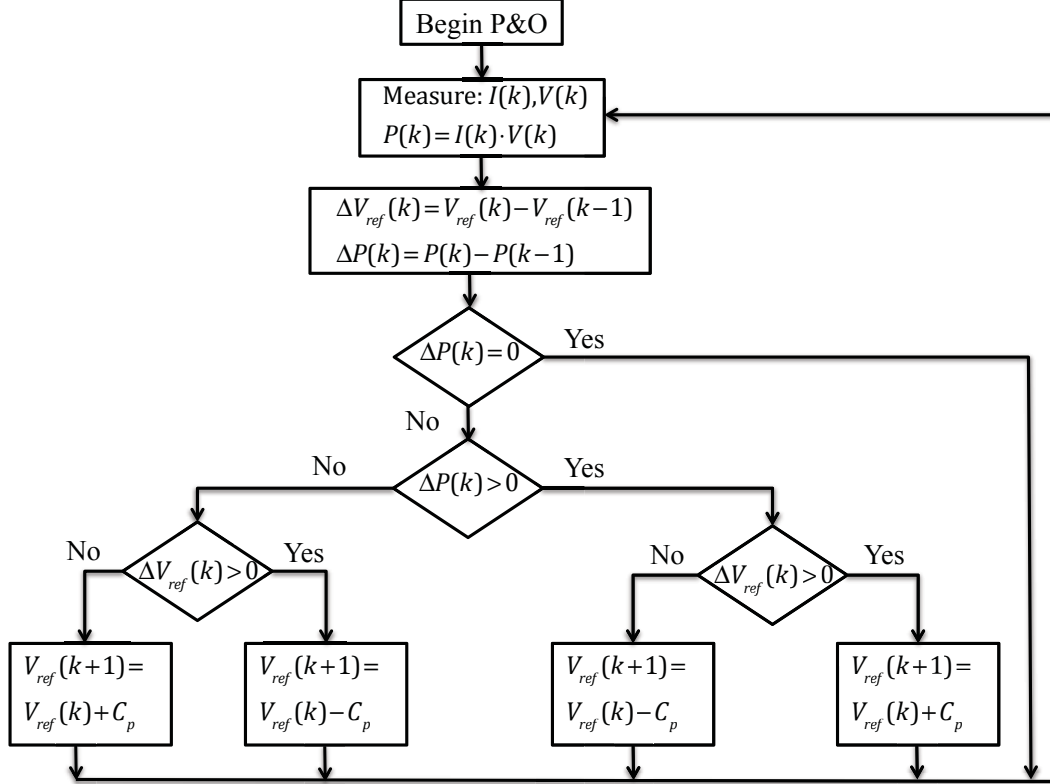 Begin P&O
Measure: I(k),V(k)
P(k)=I(k)·V(k)
ΔV_ref(k)=V_ref(k)−V_ref(k−1)
ΔP(k)=P(k)−P(k−1)
ΔP(k)=0
Yes
No
ΔP(k)>0
No
Yes
ΔV_ref(k)>0
No
Yes
ΔV_ref(k)>0
No
Yes
V_ref(k+1)=
V_ref(k)+C_p
V_ref(k+1)=
V_ref(k)−C_p
V_ref(k+1)=
V_ref(k)−C_p
V_ref(k+1)=
V_ref(k)+C_p